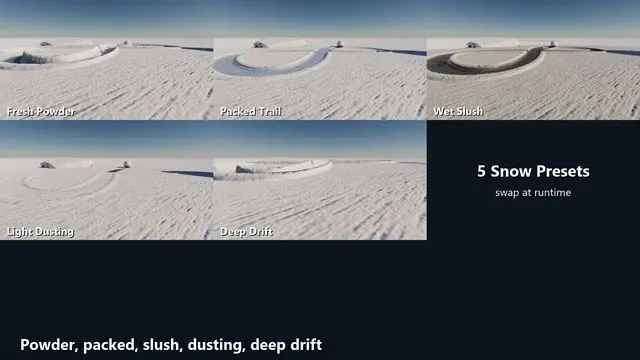 Fresh Powder
Packed Trail
Wet Slush
Light Dusting
Deep Drift
5 Snow Presets
swap at runtime
Powder, packed, slush, dusting, deep drift